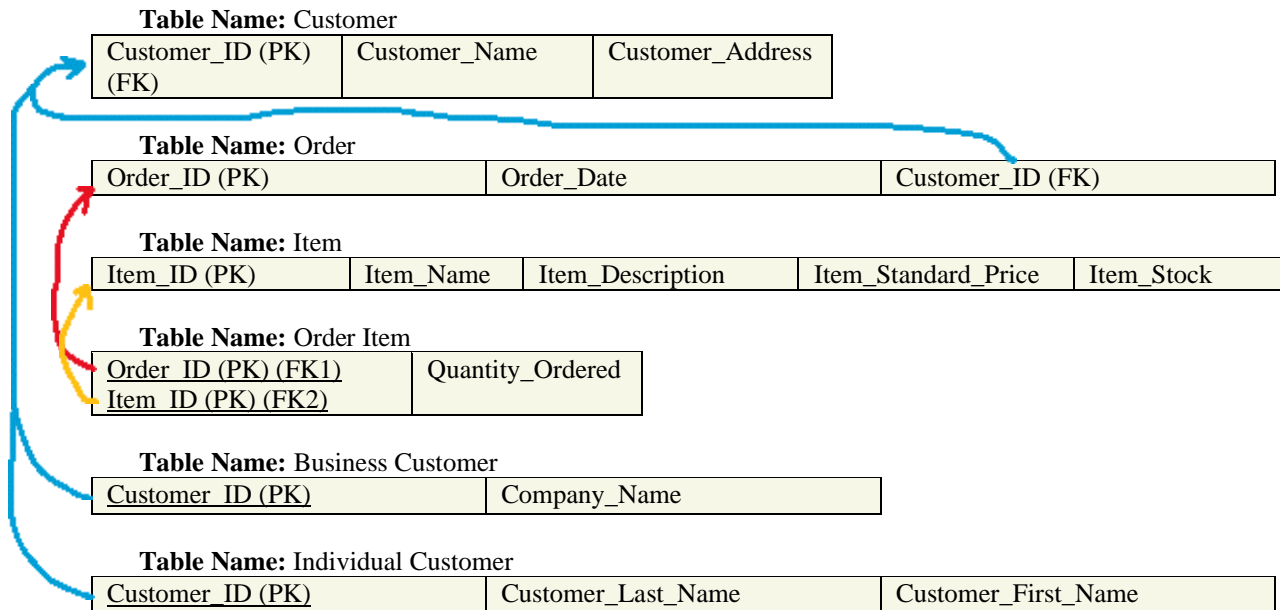 Table Name: Customer
Customer_ID (PK) Customer_Name Customer_Address
(FK)
Table Name: Order
Order_ID (PK) Order_Date Customer_ID (FK)
Table Name: Item
Item_ID (PK) Item_Name Item_Description Item_Standard_Price Item_Stock
Table Name: Order Item
Order_ID (PK) (FK1) Quantity_Ordered
Item_ID (PK) (FK2)
Table Name: Business Customer
Customer_ID (PK) Company_Name
Table Name: Individual Customer
Customer_ID (PK) Customer_Last_Name Customer_First_Name